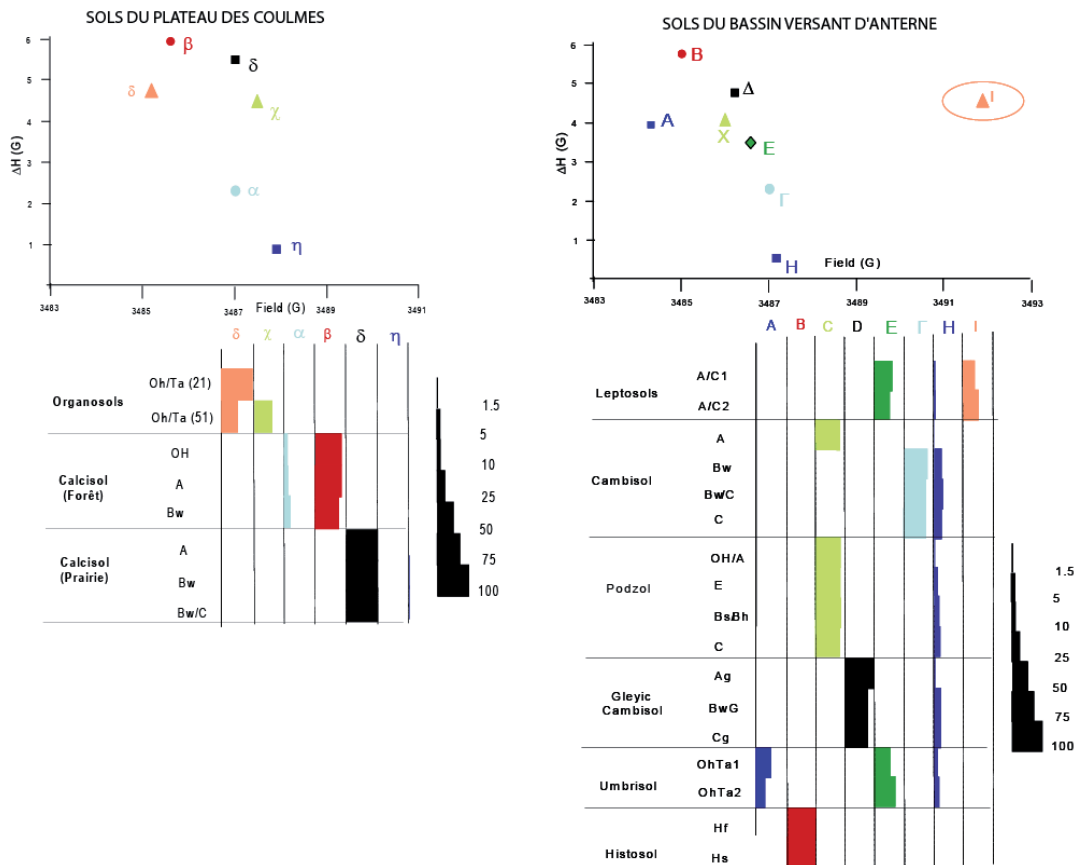 SOLS DU PLATEAU DES COULMES
6
5
4
3
2
1
ΔH (G)
β
δ
δ
χ
α
η
3483
3485
3487
3489
3491
Field (G)
δ χ α β δ η
Organosols
Oh/Ta (21)
Oh/Ta (51)
Calcisol
(Forêt)
OH
A
Bw
Calcisol
(Prairie)
A
Bw
Bw/C
1.5
5
10
25
50
75
100
SOLS DU BASSIN VERSANT D'ANTERNE
6
5
4
3
2
1
ΔH (G)
B
Δ
I
A
X
E
Γ
H
Field (G)
3483
3485
3487
3489
3491
3493
A B C D E Γ H I
Leptosols
A/C1
A/C2
Cambisol
A
Bw
Bw/C
C
Podzol
OH/A
E
Bs/Bh
C
Gleyic
Cambisol
Ag
BwG
Cg
Umbrisol
OhTa1
OhTa2
Histosol
Hf
Hs
1.5
5
10
25
50
75
100